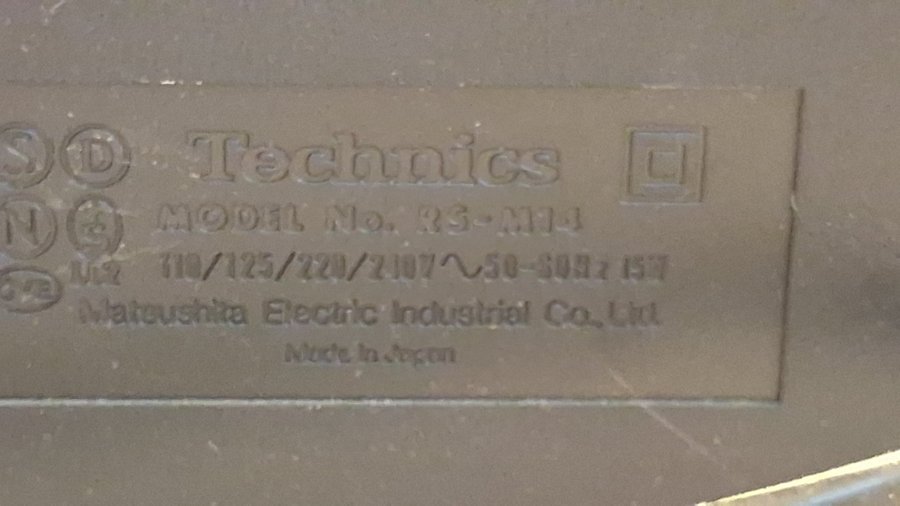 S D Technics
N MODEL No. RS-M14
110/125/220/240V~50-60Hz 15W
Matsushita Electric Industrial Co., Ltd.
Made in Japan